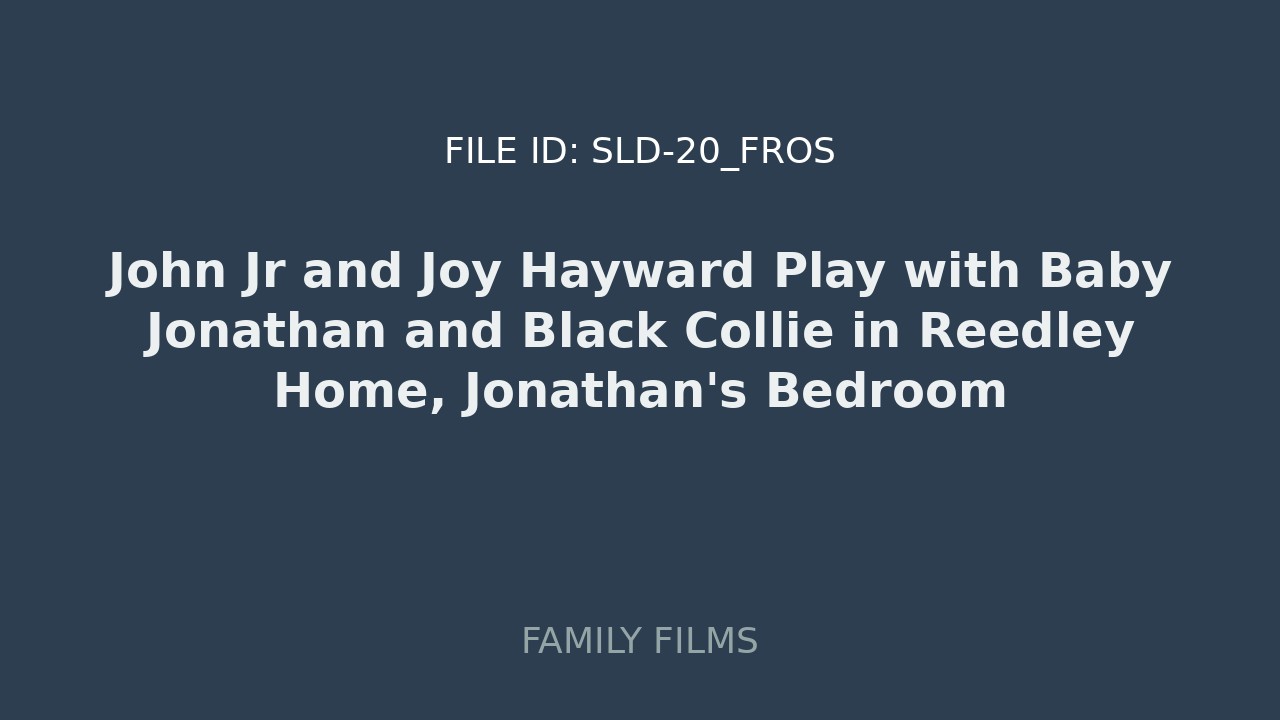 FILE ID: SLD-20_FROS
John Jr and Joy Hayward Play with Baby
Jonathan and Black Collie in Reedley
Home, Jonathan's Bedroom
FAMILY FILMS